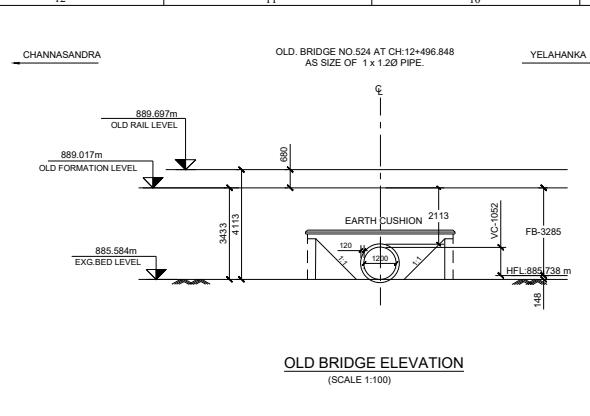 12
11
10
CHANNASANDRA
OLD. BRIDGE NO.524 AT CH:12+496.848
AS SIZE OF 1 x 1.2Ø PIPE.
YELAHANKA
889.697m
OLD RAIL LEVEL
680
889.017m
OLD FORMATION LEVEL
3433
4113
EARTH CUSHION
2113
VC-1052
FB-3285
120
1:1
1200
1:1
885.584m
EXG.BED LEVEL
HFL:885.738 m
148
OLD BRIDGE ELEVATION
(SCALE 1:100)